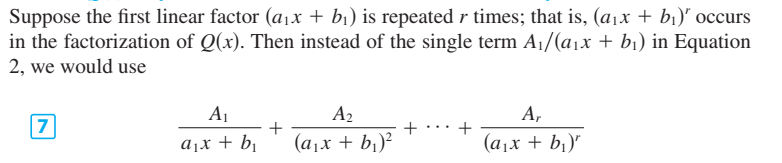 Suppose the first linear factor (a₁x + b₁) is repeated r times; that is, (a₁x + b₁)ʳ occurs
in the factorization of Q(x). Then instead of the single term A₁/(a₁x + b₁) in Equation
2, we would use
7 A₁/(a₁x + b₁) + A₂/(a₁x + b₁)² + · · · + Aᵣ/(a₁x + b₁)ʳ